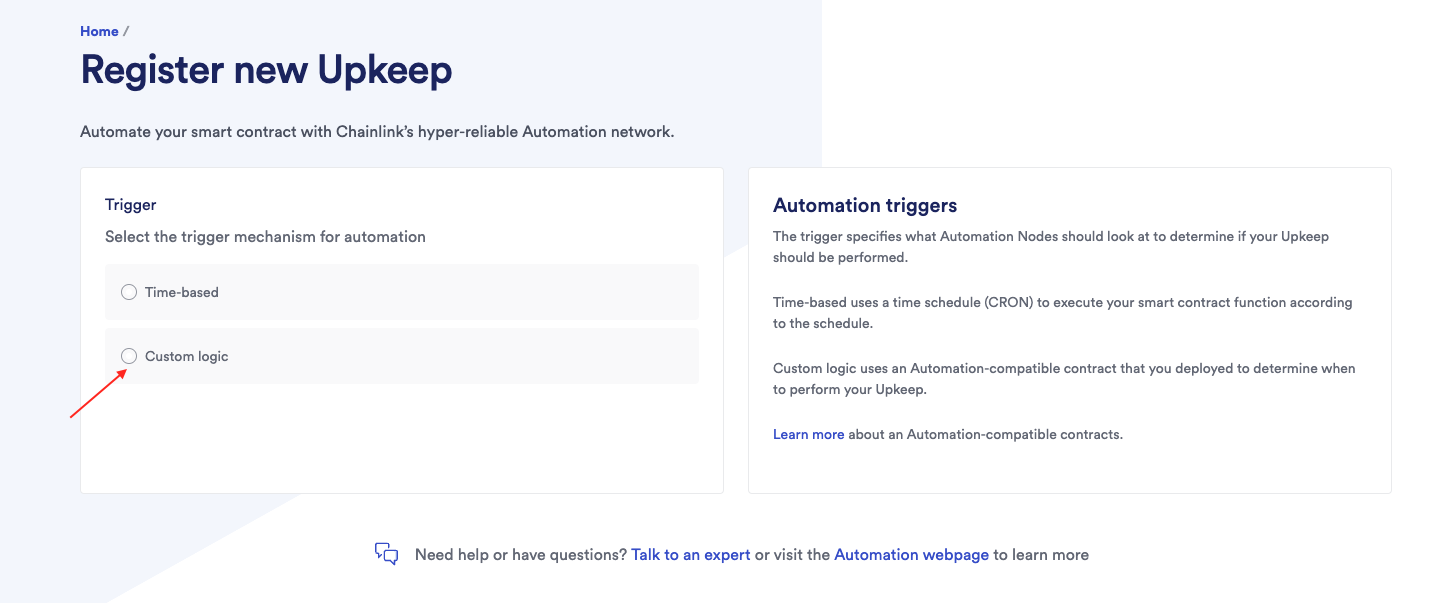 Home /
Register new Upkeep
Automate your smart contract with Chainlink’s hyper-reliable Automation network.
Trigger
Select the trigger mechanism for automation
Time-based
Custom logic
Automation triggers
The trigger specifies what Automation Nodes should look at to determine if your Upkeep
should be performed.
Time-based uses a time schedule (CRON) to execute your smart contract function according
to the schedule.
Custom logic uses an Automation-compatible contract that you deployed to determine when
to perform your Upkeep.
Learn more about an Automation-compatible contracts.
Need help or have questions? Talk to an expert or visit the Automation webpage to learn more